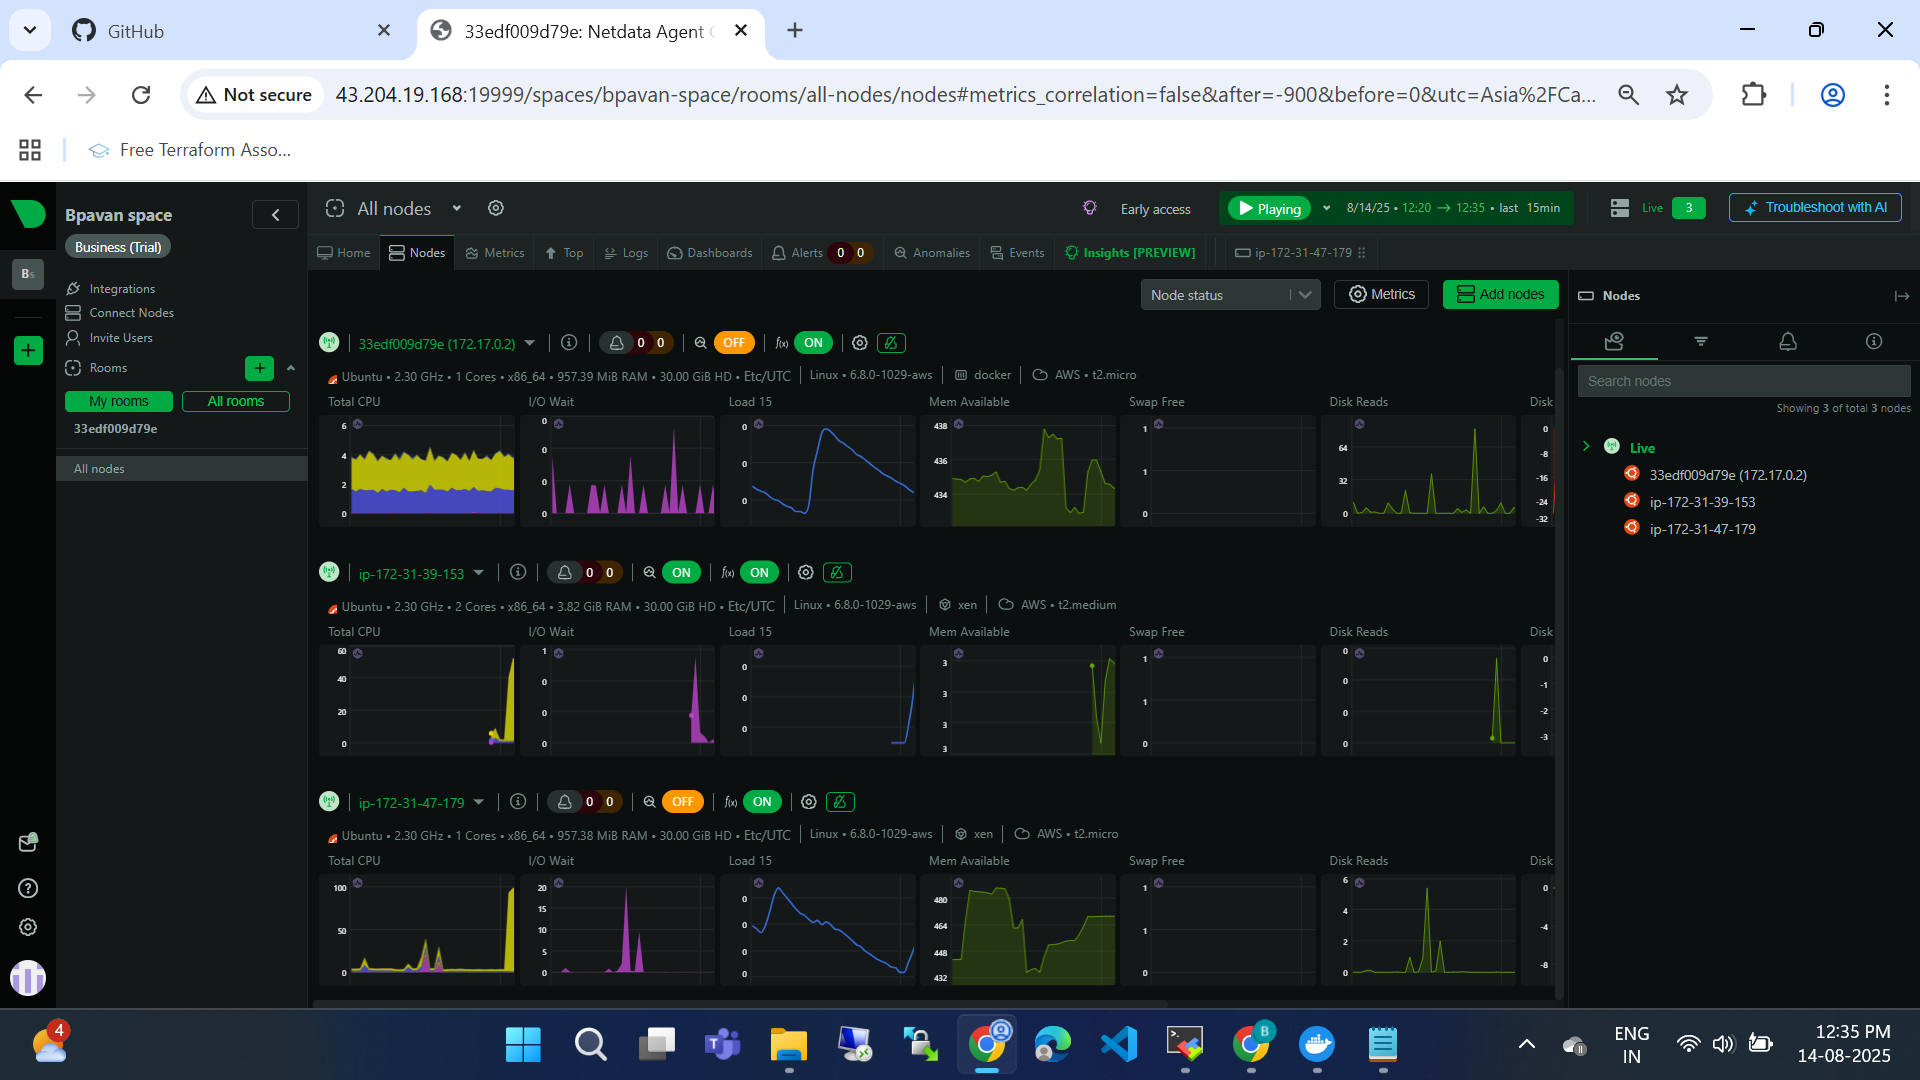 GitHub
33edf009d79e: Netdata Agent
Not secure
43.204.19.168:19999/spaces/bpavan-space/rooms/all-nodes/nodes#metrics_correlation=false&after=-900&before=0&utc=Asia%2FCa...
Free Terraform Asso...
Bpavan space
Business (Trial)
Bs
Integrations
Connect Nodes
Invite Users
Rooms
My rooms All rooms
33edf009d79e
All nodes
All nodes
Early access
Playing 8/14/25 • 12:20 → 12:35 • last 15min
Live 3
Troubleshoot with AI
Home Nodes Metrics Top Logs Dashboards Alerts 0 0 Anomalies Events Insights [PREVIEW] ip-172-31-47-179
Node status Metrics Add nodes
33edf009d79e (172.17.0.2) 0 0 OFF f(x) ON
Ubuntu • 2.30 GHz • 1 Cores • x86_64 • 957.39 MiB RAM • 30.00 GiB HD • Etc/UTC Linux • 6.8.0-1029-aws docker AWS • t2.micro
Total CPU I/O Wait Load 15 Mem Available Swap Free Disk Reads Disk
6 4 2 0
0 0 0 0
0 0 0
438 436 434
1 1 0
64 32 0
0 -8 -16 -24 -32
ip-172-31-39-153 0 0 ON f(x) ON
Ubuntu • 2.30 GHz • 2 Cores • x86_64 • 3.82 GiB RAM • 30.00 GiB HD • Etc/UTC Linux • 6.8.0-1029-aws xen AWS • t2.medium
Total CPU I/O Wait Load 15 Mem Available Swap Free Disk Reads Disk
60 40 20 0
1 0 0 0
0 0 0
3 3 3 3
1 1 0
0 0 0 0
0 -1 -2 -3
ip-172-31-47-179 0 0 OFF f(x) ON
Ubuntu • 2.30 GHz • 1 Cores • x86_64 • 957.38 MiB RAM • 30.00 GiB HD • Etc/UTC Linux • 6.8.0-1029-aws xen AWS • t2.micro
Total CPU I/O Wait Load 15 Mem Available Swap Free Disk Reads Disk
100 50 0
20 15 10 5 0
0 0 0 0
480 464 448 432
1 1 0
6 4 2 0
0 -4 -8
Nodes
Search nodes
Showing 3 of total 3 nodes
Live
33edf009d79e (172.17.0.2)
ip-172-31-39-153
ip-172-31-47-179
4
B
ENG
IN
12:35 PM
14-08-2025